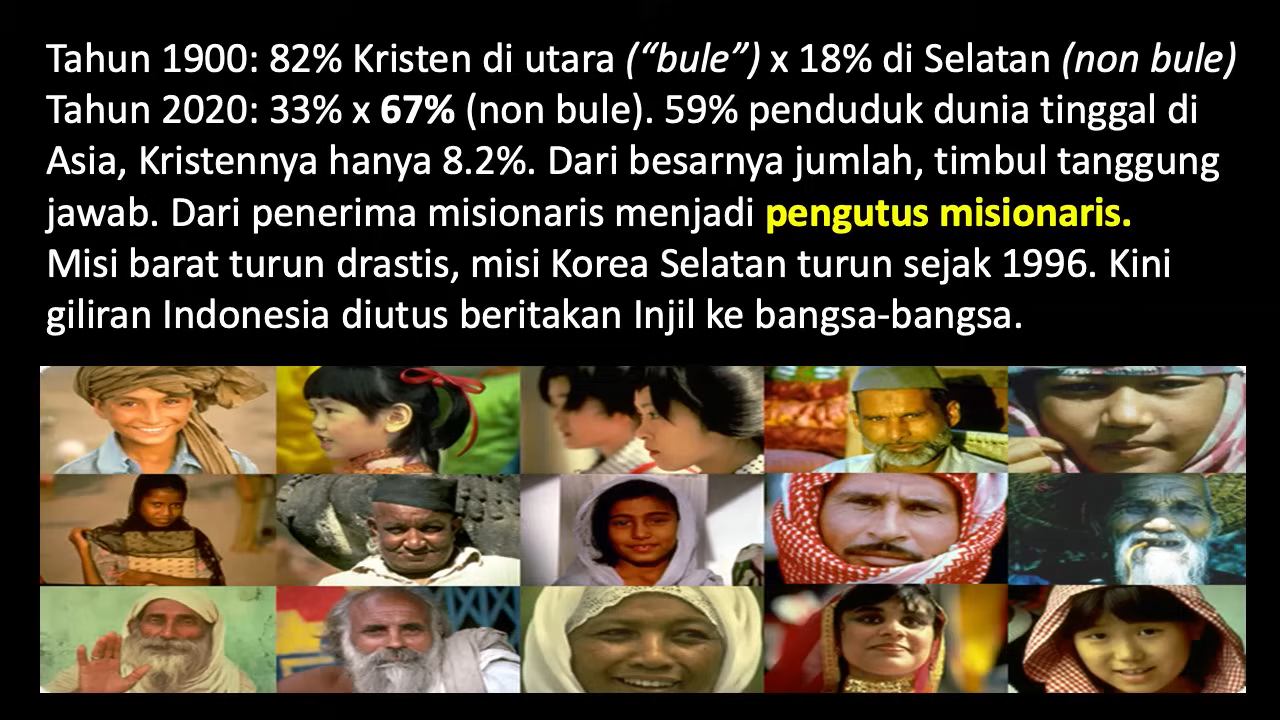 Tahun 1900: 82% Kristen di utara (“bule”) x 18% di Selatan (non bule)
Tahun 2020: 33% x 67% (non bule). 59% penduduk dunia tinggal di
Asia, Kristennya hanya 8.2%. Dari besarnya jumlah, timbul tanggung
jawab. Dari penerima misionaris menjadi pengutus misionaris.
Misi barat turun drastis, misi Korea Selatan turun sejak 1996. Kini
giliran Indonesia diutus beritakan Injil ke bangsa-bangsa.